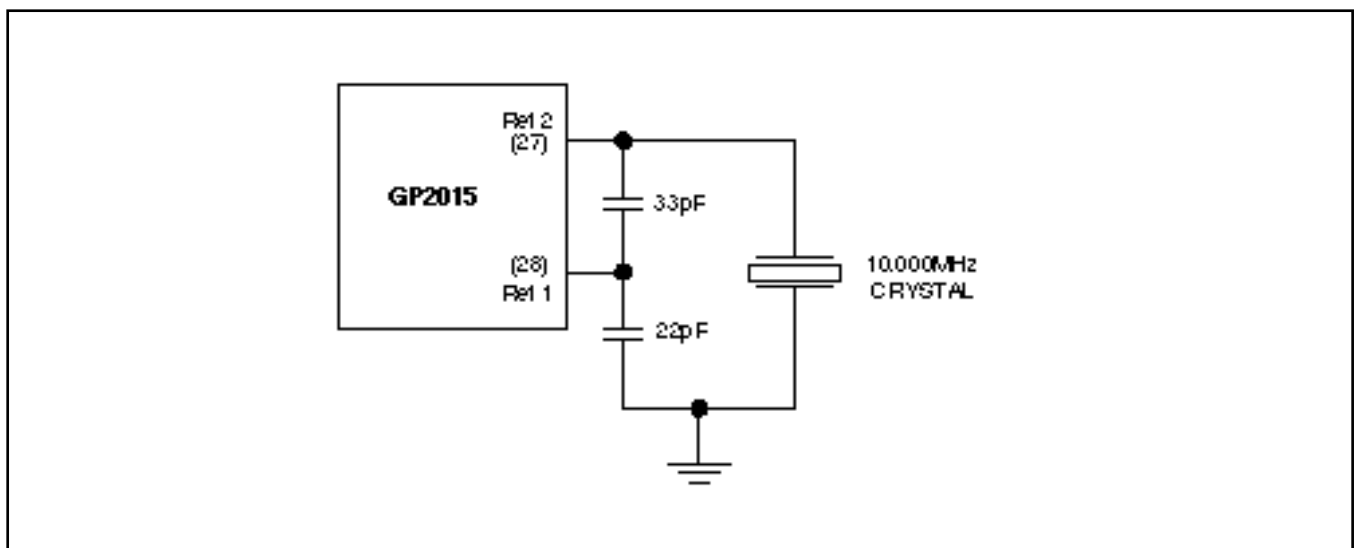 Ref 2
(27)
GP2015
33pF
(28)
Ref 1
10.000MHz
CRYSTAL
22pF